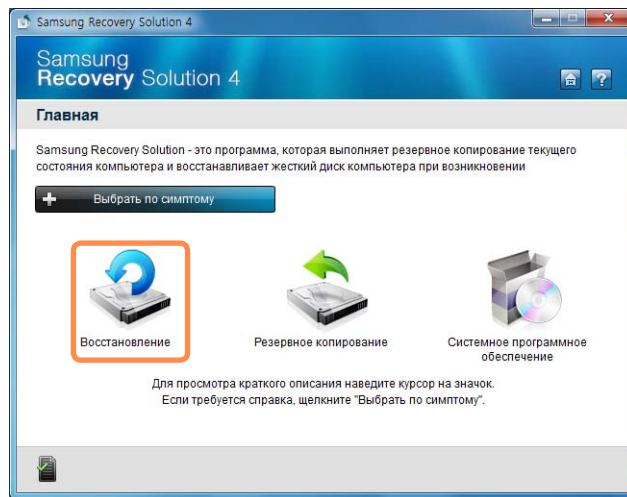 Samsung Recovery Solution 4
Samsung
Recovery Solution 4
Главная
Samsung Recovery Solution - это программа, которая выполняет резервное копирование текущего
состояния компьютера и восстанавливает жесткий диск компьютера при возникновении
Выбрать по симптому
Восстановление
Резервное копирование
Системное программное
обеспечение
Для просмотра краткого описания наведите курсор на значок.
Если требуется справка, щелкните "Выбрать по симптому".